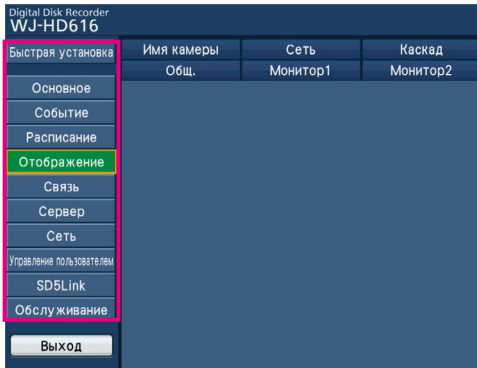 Digital Disk Recorder
WJ-HD616
Быстрая установка
Основное
Событие
Расписание
Отображение
Связь
Сервер
Сеть
Управление пользователем
SD5Link
Обслуживание
Выход
Имя камеры Сеть Каскад
Общ. Монитор1 Монитор2